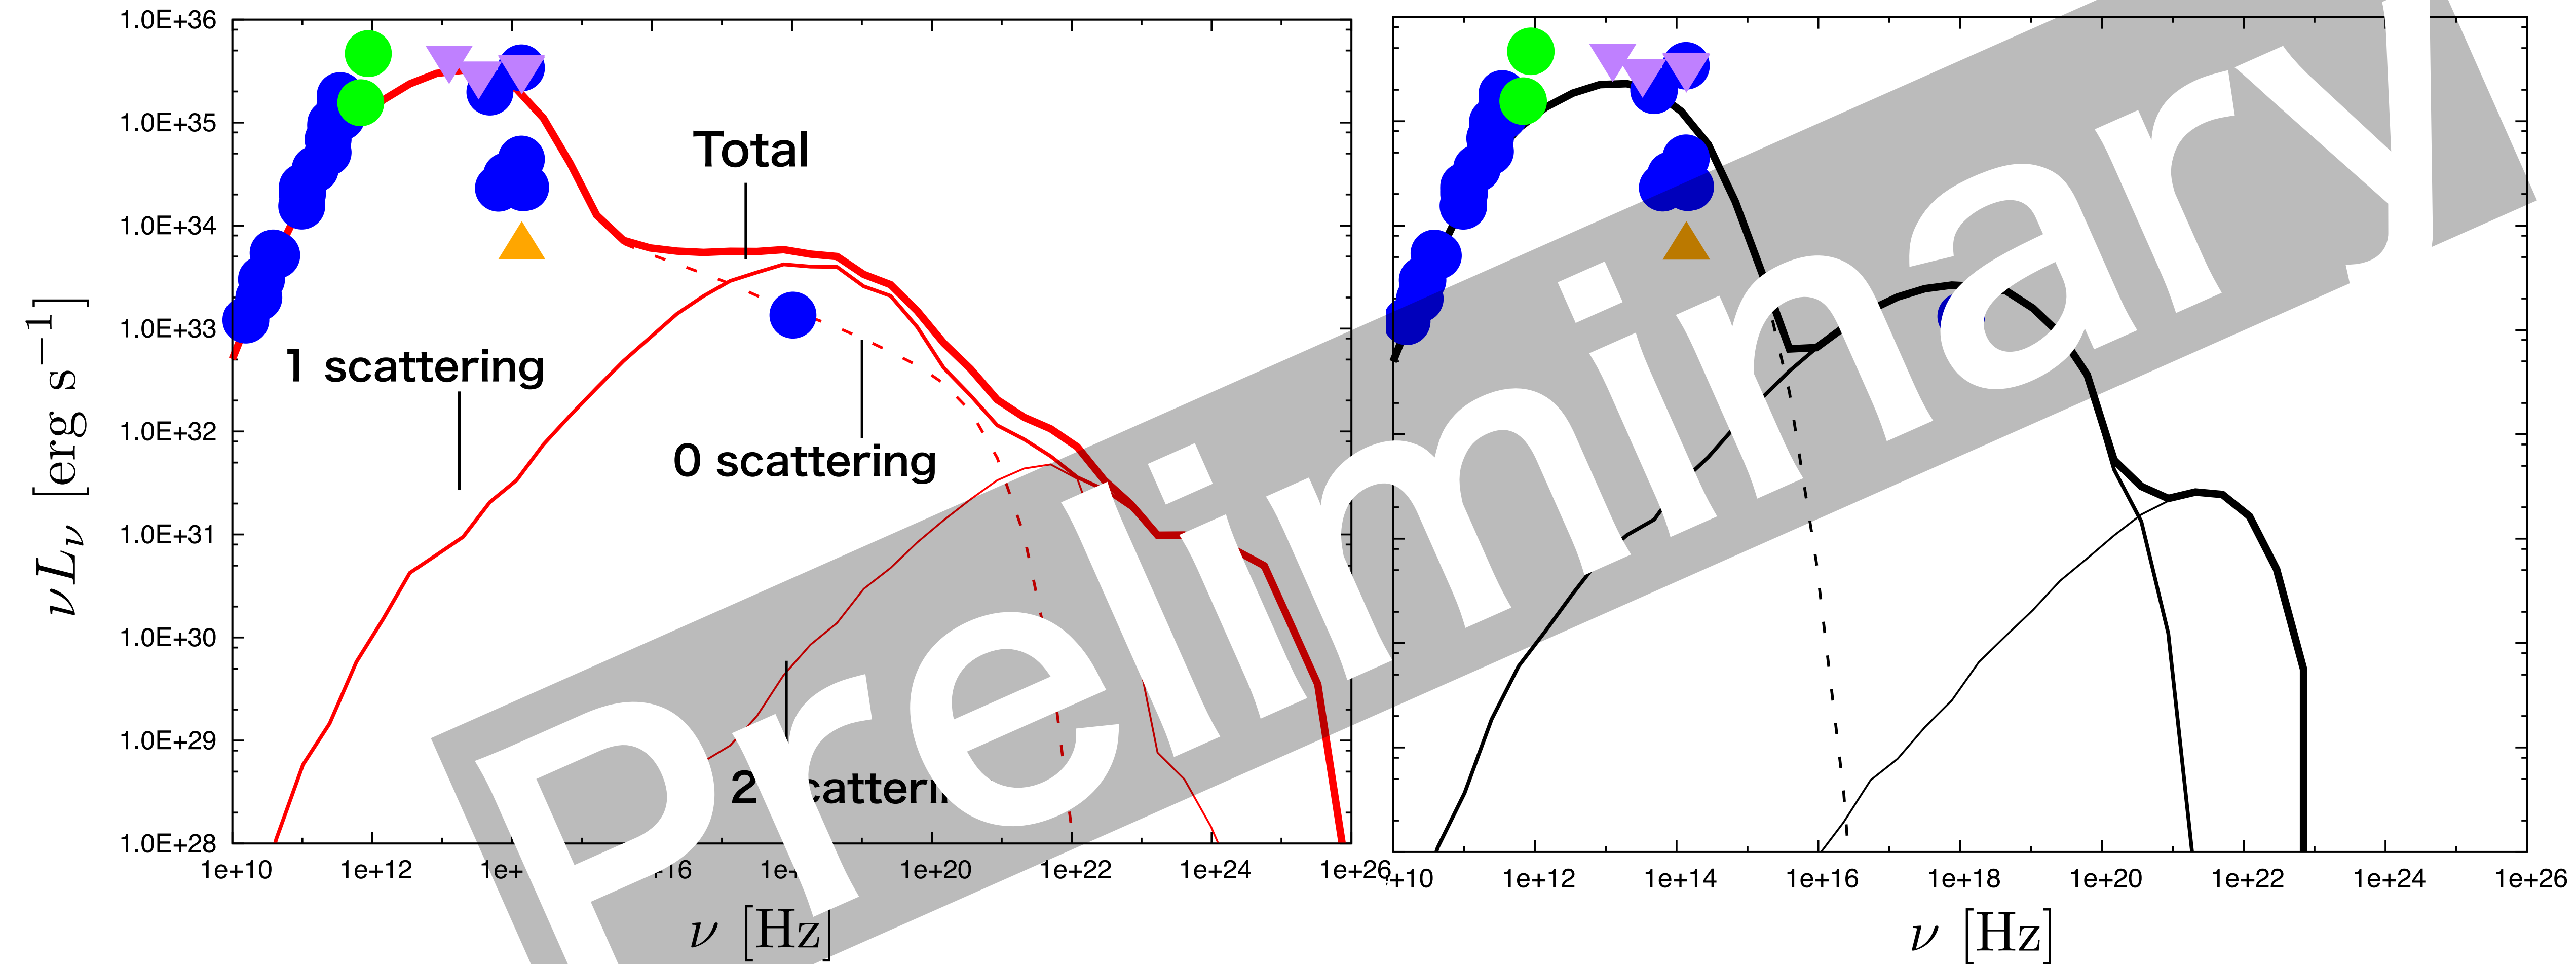 1.0E+36
1.0E+35
1.0E+34
1.0E+33
1.0E+32
1.0E+31
1.0E+30
1.0E+29
1.0E+28
νLν [erg s−1]
Total
1 scattering
0 scattering
Preliminary
1e+10 1e+12 1e+20 1e+22 1e+24 1e+26
ν [Hz]
1e+12 1e+14 1e+16 1e+18 1e+20 1e+22 1e+24 1e+26
ν [Hz]